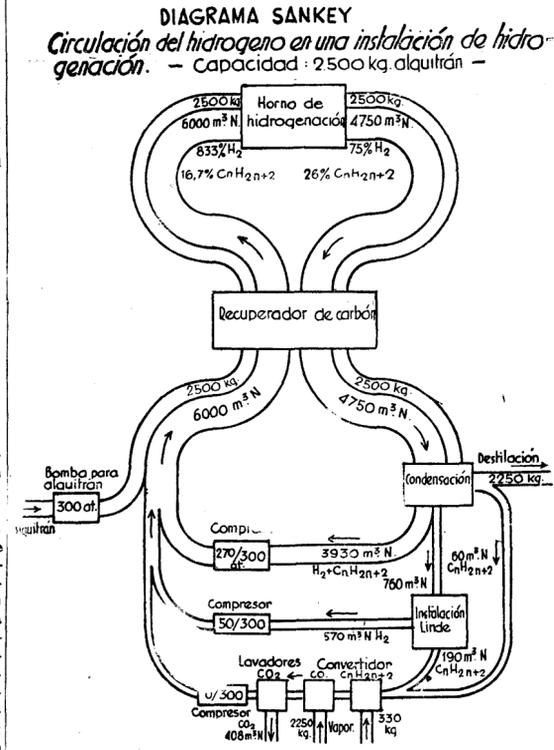 DIAGRAMA SANKEY
Circulación del hidrogeno en una instalación de hidro-
genación. — Capacidad: 2.500 kg. alquitrán —
2500 kg
6000 m³ N.
833% H₂
16,7% CnH2n+2
Horno de
hidrogenación
2500 kg.
4750 m³ N.
75% H₂
26% CnH2n+2
Recuperador de carbón
2500 kg.
6000 m³ N
2500 kg.
4750 m³ N.
Bomba para
alquitrán
300 at.
Condensación
Destilación
2250 kg.
270/300
at.
3930 m³ N.
H₂+CnH2n+2
760 m³ N
60 m³ N
CnH2n+2
Compresor
50/300
570 m³ N H₂
Instalación
Linde
190 m³ N
CnH2n+2
Lavadores
CO₂
Convertidor
CO.
CnH2n+2
/300
Compresor
CO₂
408 m³ N
2250
kg.
Vapor.
330
kg